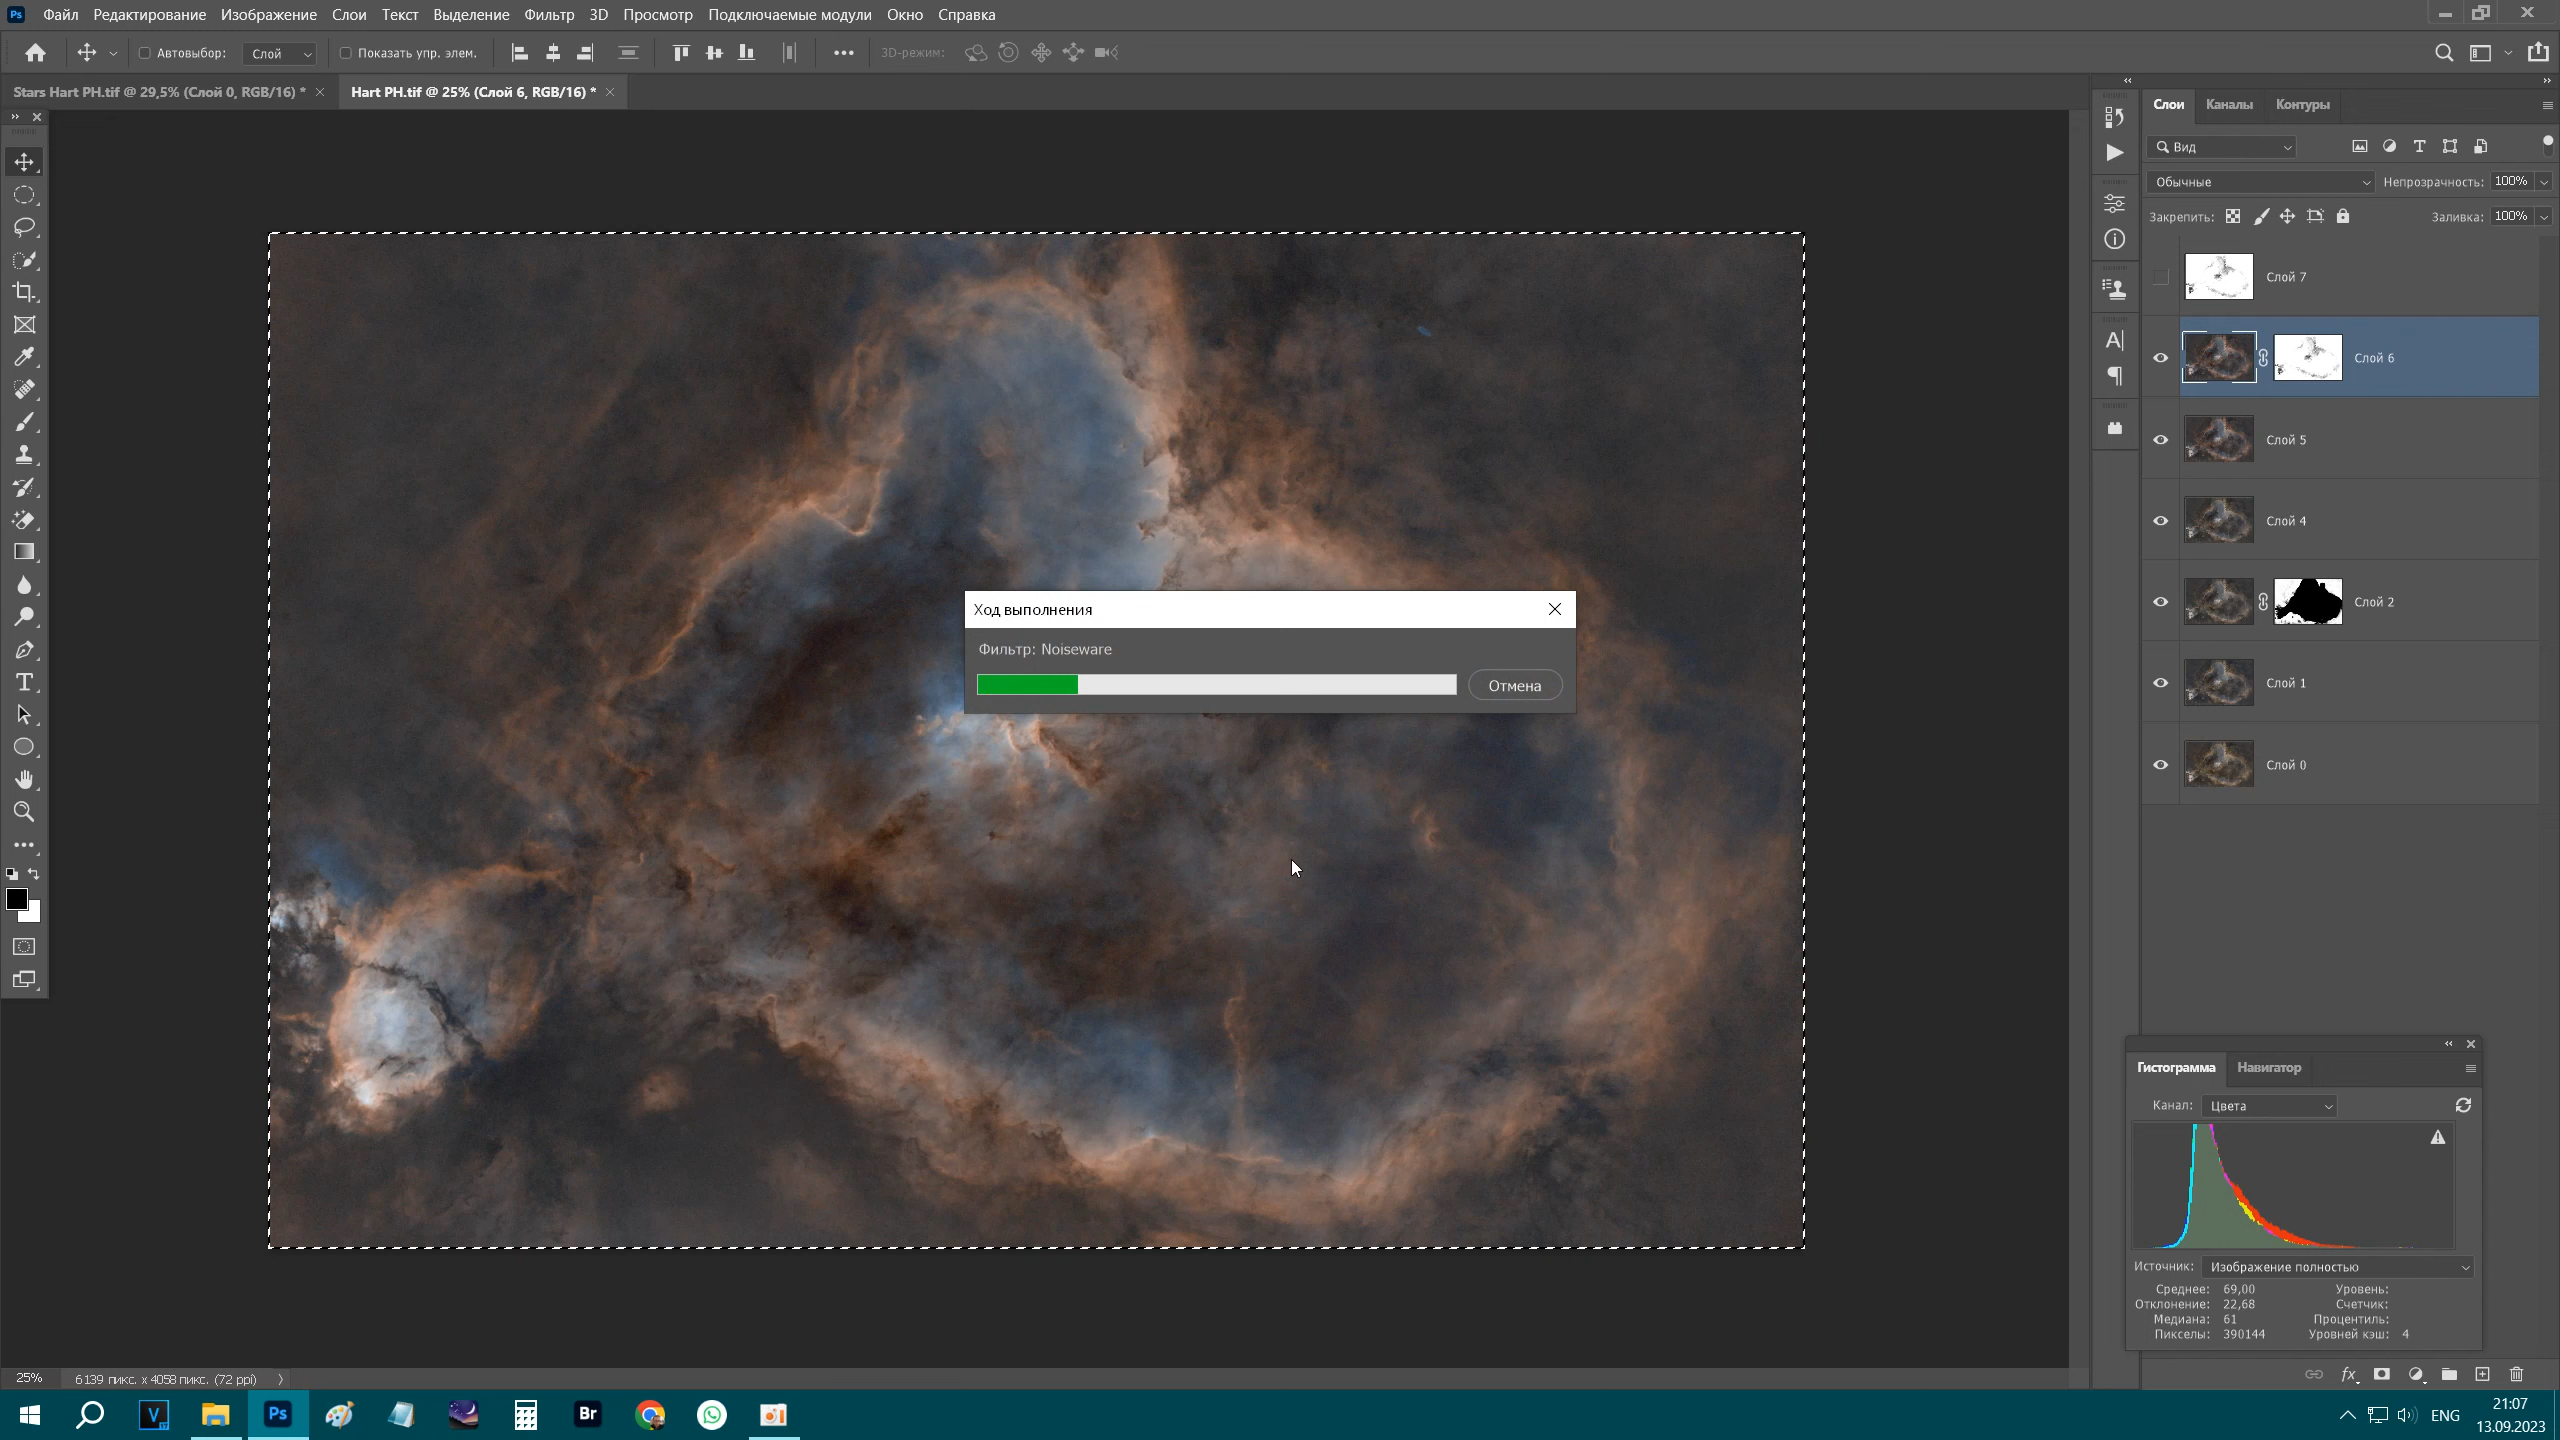 Ps Файл Редактирование Изображение Слои Текст Выделение Фильтр 3D Просмотр Подключаемые модули Окно Справка
Автовыбор: Слой Показать упр. элем. 3D-режим:
Stars Hart PH.tif @ 29,5% (Слой 0, RGB/16) * Hart PH.tif @ 25% (Слой 6, RGB/16) *
Слои Каналы Контуры
Вид
Обычные Непрозрачность: 100%
Закрепить: Заливка: 100%
Слой 7
Слой 6
Слой 5
Слой 4
Слой 2
Слой 1
Слой 0
Ход выполнения
Фильтр: Noiseware
Отмена
Гистограмма Навигатор
Канал: Цвета
Источник: Изображение полностью
Среднее: 69,00 Уровень:
Отклонение: 22,68 Счетчик:
Медиана: 61 Процентиль:
Пикселы: 390144 Уровней кэш: 4
25% 6139 пикс. x 4058 пикс. (72 ppi)
V 17 Ps Br ENG 21:07
13.09.2023